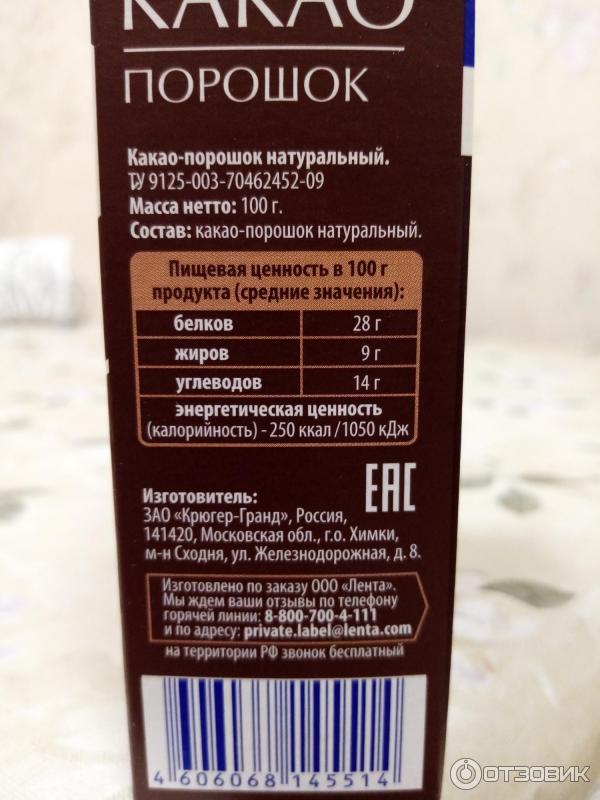 КАКАО
ПОРОШОК
Какао-порошок натуральный.
ТУ 9125-003-70462452-09
Масса нетто: 100 г.
Состав: какао-порошок натуральный.
Пищевая ценность в 100 г
продукта (средние значения):
белков 28 г
жиров 9 г
углеводов 14 г
энергетическая ценность
(калорийность) - 250 ккал /1050 кДж
Изготовитель:
ЗАО «Крюгер-Гранд», Россия,
141420, Московская обл., г.о. Химки,
м-н Сходня, ул. Железнодорожная, д. 8.
EAC
Изготовлено по заказу ООО «Лента».
Мы ждем ваши отзывы по телефону
горячей линии: 8-800-700-4-111
и по адресу: private.label@lenta.com
на территории РФ звонок бесплатный
4 606068 145514
ОТЗОВИК